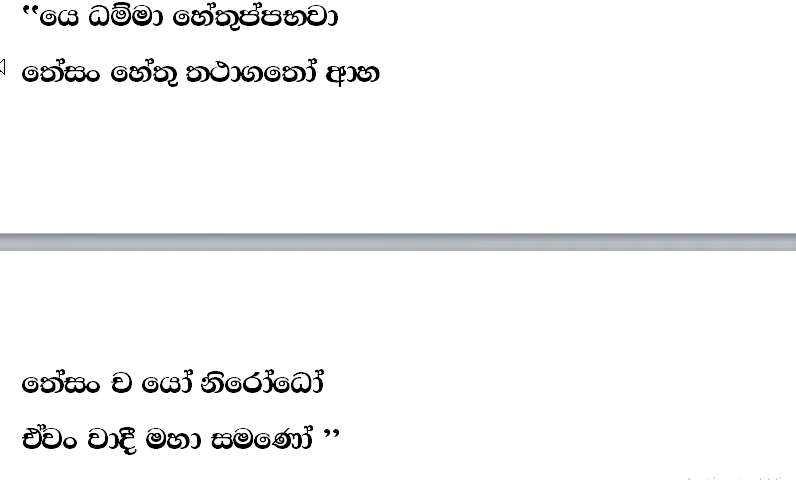 “යෙ ධම්මා හේතුප්පභවා
තේසං හේතු තථාගතෝ ආහ
තේසං ච යෝ නිරෝධෝ
ඒවං වාදී මහා සමණෝ ”